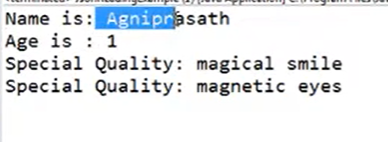 Name is: Agniprasath
Age is : 1
Special Quality: magical smile
Special Quality: magnetic eyes